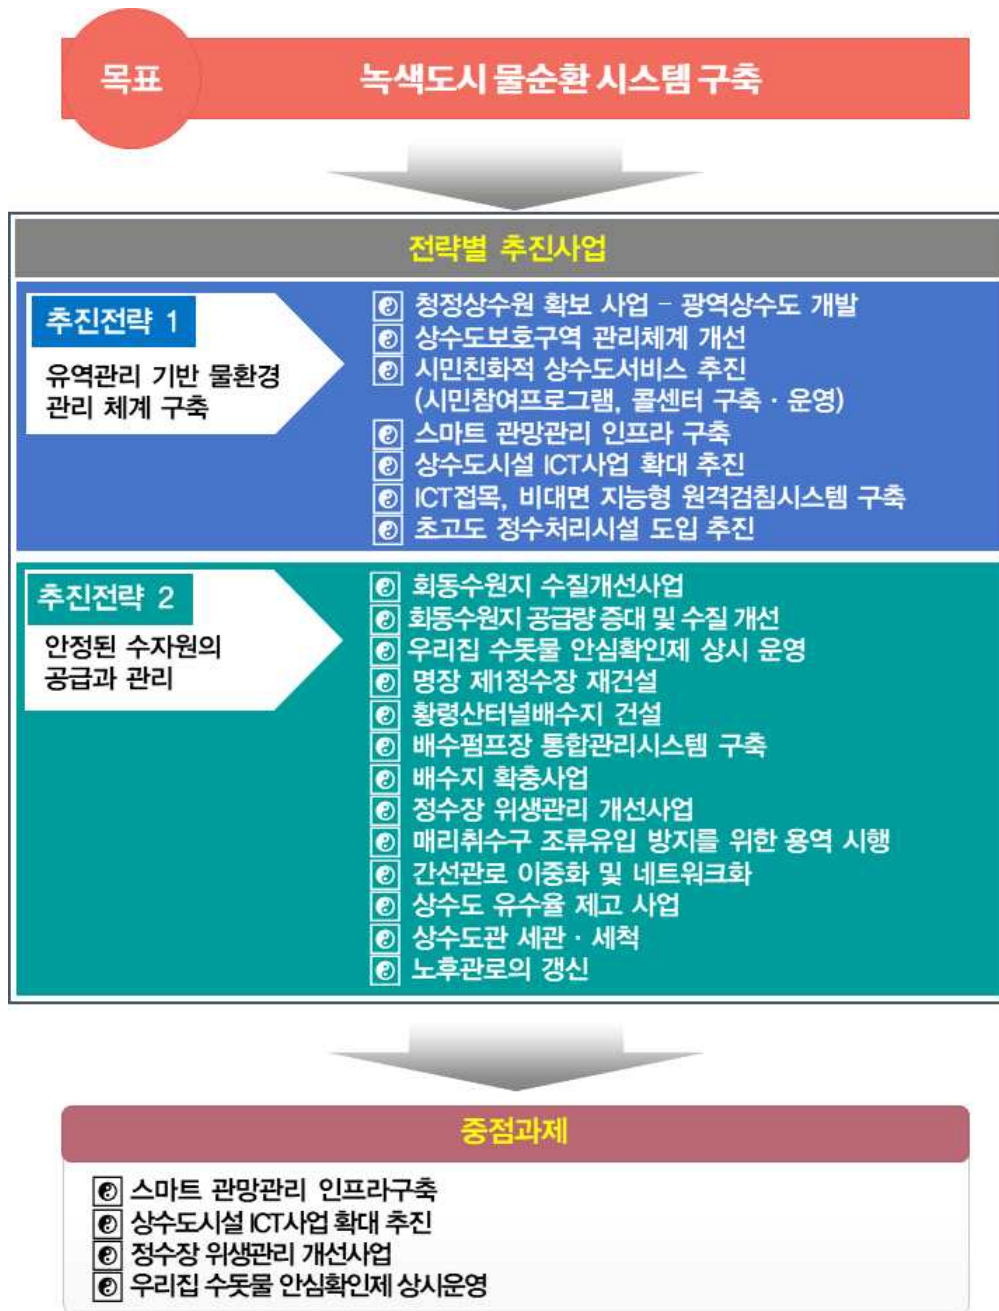 목표
녹색도시 물순환 시스템 구축
전략별 추진사업
추진전략 1
유역관리 기반 물환경
관리 체계 구축
청정상수원 확보 사업 - 광역상수도 개발
상수도보호구역 관리체계 개선
시민친화적 상수도서비스 추진
(시민참여프로그램, 콜센터 구축·운영)
스마트 관망관리 인프라 구축
상수도시설 ICT사업 확대 추진
ICT접목, 비대면 지능형 원격검침시스템 구축
초고도 정수처리시설 도입 추진
추진전략 2
안정된 수자원의
공급과 관리
회동수원지 수질개선사업
회동수원지 공급량 증대 및 수질 개선
우리집 수돗물 안심확인제 상시 운영
명장 제1정수장 재건설
황령산터널배수지 건설
배수펌프장 통합관리시스템 구축
배수지 확충사업
정수장 위생관리 개선사업
매리취수구 조류유입 방지를 위한 용역 시행
간선관로 이중화 및 네트워크화
상수도 유수율 제고 사업
상수도관 세관·세척
노후관로의 갱신
중점과제
스마트 관망관리 인프라구축
상수도시설 ICT사업 확대 추진
정수장 위생관리 개선사업
우리집 수돗물 안심확인제 상시운영